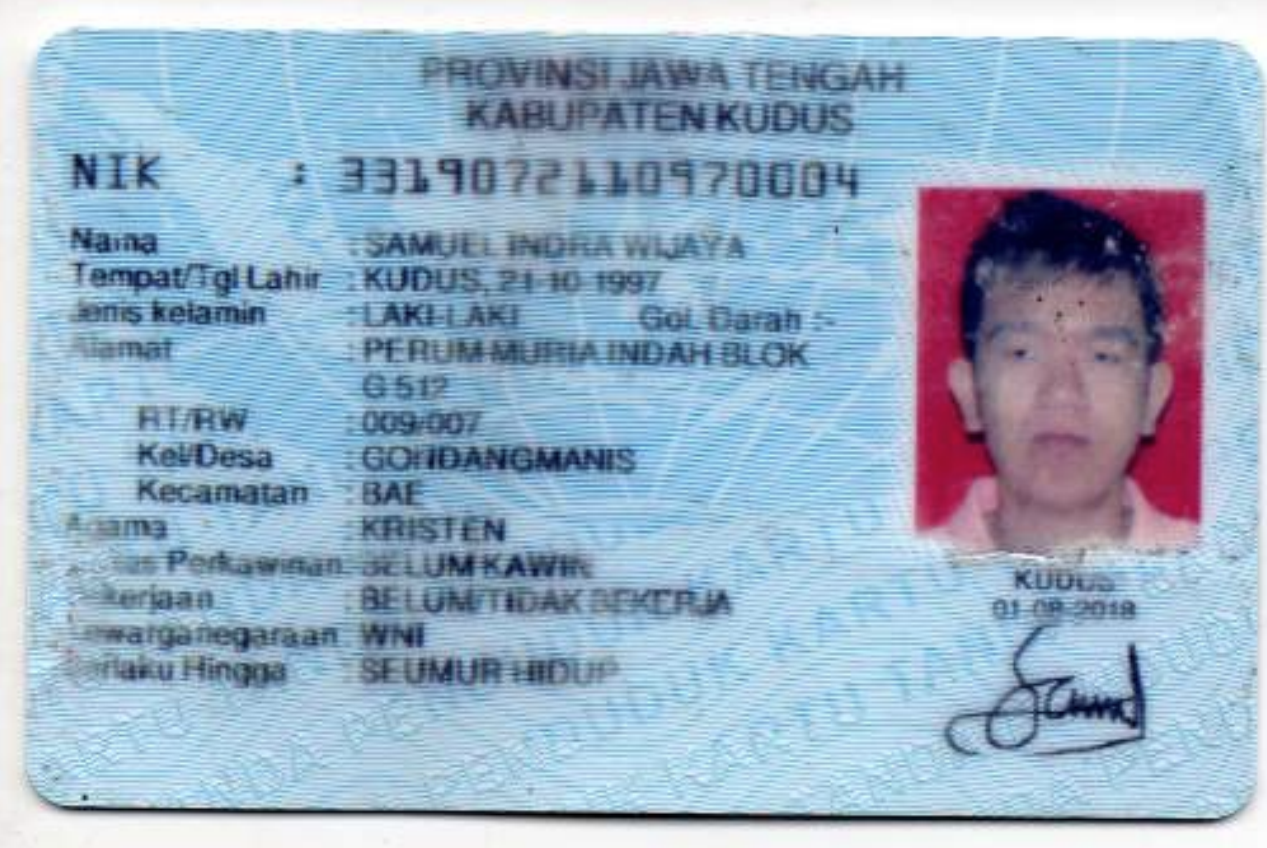 PROVINSI JAWA TENGAH
KABUPATEN KUDUS
NIK : 3319072110970004
Nama : SAMUEL INDRA WIJAYA
Tempat/Tgl Lahir : KUDUS, 21-10-1997
Jenis kelamin : LAKI-LAKI Gol. Darah :-
Alamat : PERUM MURIA INDAH BLOK
G 512
RT/RW : 009/007
Kel/Desa : GONDANGMANIS
Kecamatan : BAE
Agama : KRISTEN
Status Perkawinan: BELUM KAWIN
Pekerjaan : BELUM/TIDAK BEKERJA
Kewarganegaraan: WNI
Berlaku Hingga : SEUMUR HIDUP
KUDUS
01-08-2018